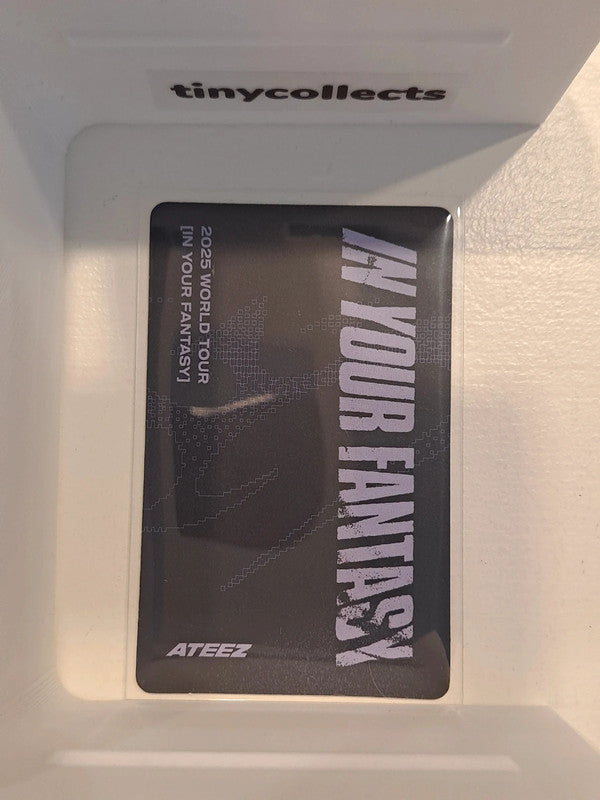 tinycollects
IN YOUR FANTASY
2025 WORLD TOUR
[IN YOUR FANTASY]
ATEEZ